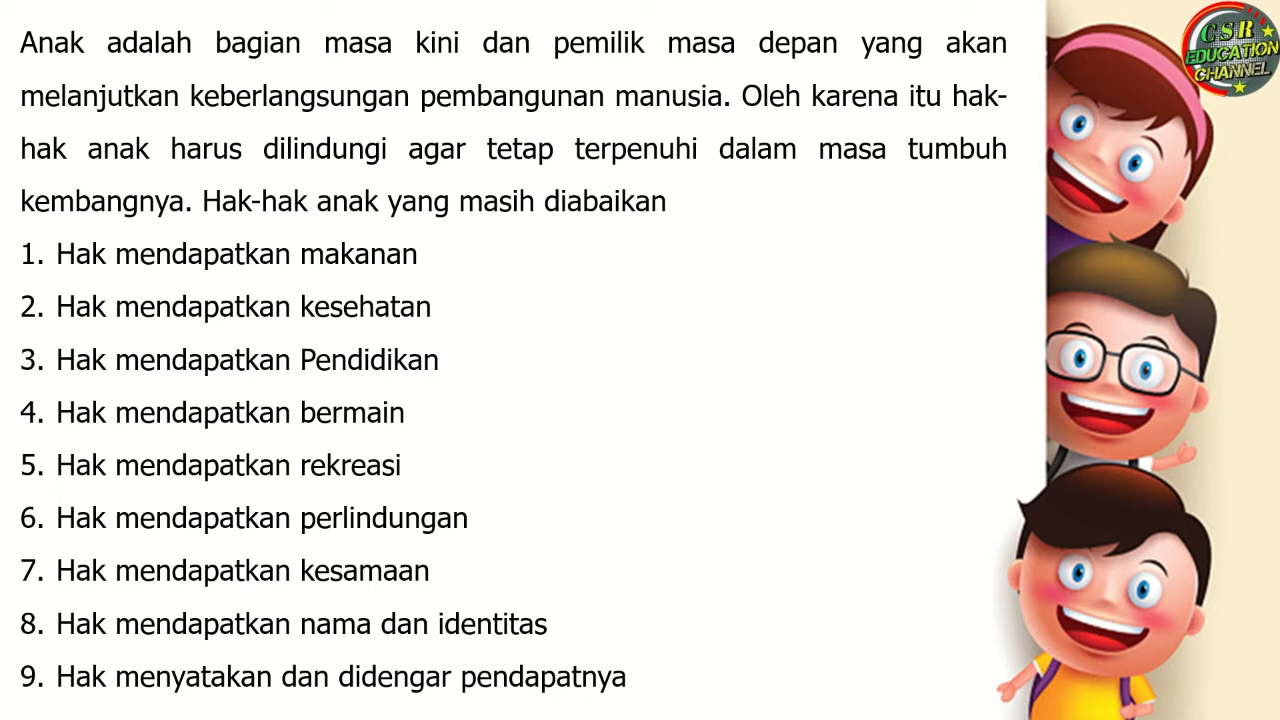 Anak adalah bagian masa kini dan pemilik masa depan yang akan
melanjutkan keberlangsungan pembangunan manusia. Oleh karena itu hak-
hak anak harus dilindungi agar tetap terpenuhi dalam masa tumbuh
kembangnya. Hak-hak anak yang masih diabaikan
1. Hak mendapatkan makanan
2. Hak mendapatkan kesehatan
3. Hak mendapatkan Pendidikan
4. Hak mendapatkan bermain
5. Hak mendapatkan rekreasi
6. Hak mendapatkan perlindungan
7. Hak mendapatkan kesamaan
8. Hak mendapatkan nama dan identitas
9. Hak menyatakan dan didengar pendapatnya
CSR
EDUCATION
CHANNEL